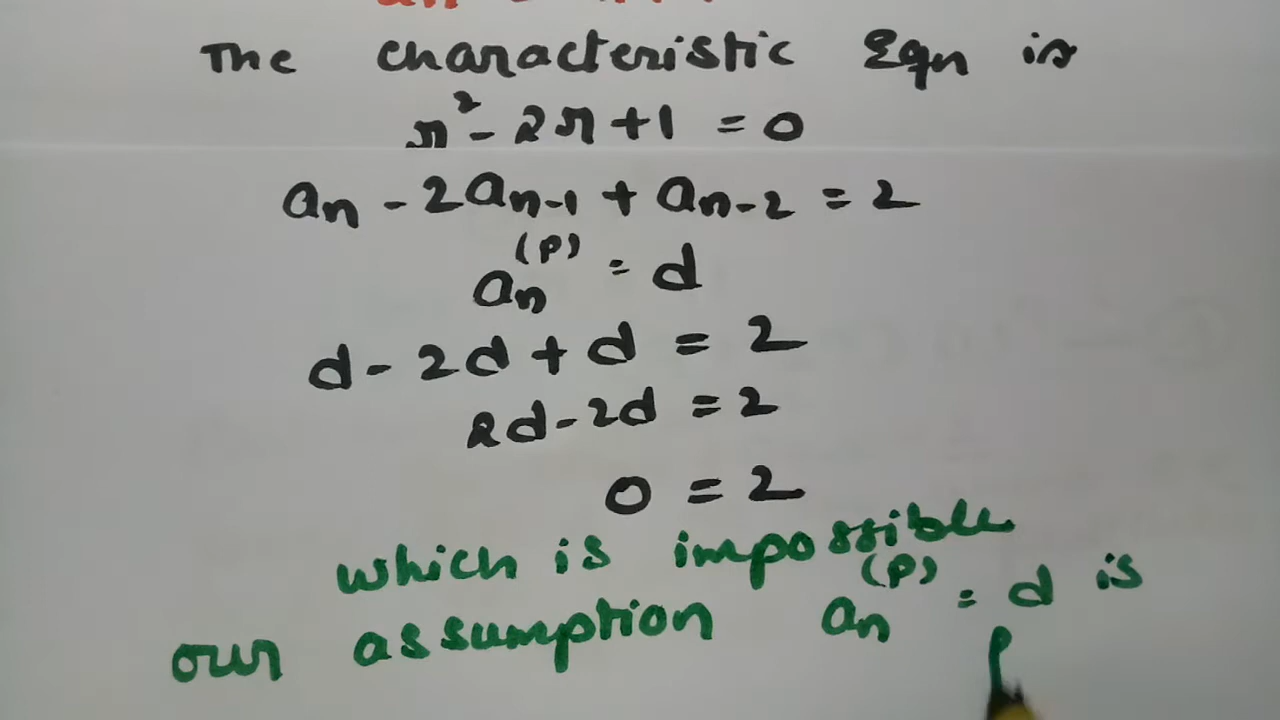 The characteristic Eqn is
r² - 2r + 1 = 0
an - 2an-1 + an-2 = 2
an(P) = d
d - 2d + d = 2
2d - 2d = 2
0 = 2
which is impossible
our assumption an(P) = d is